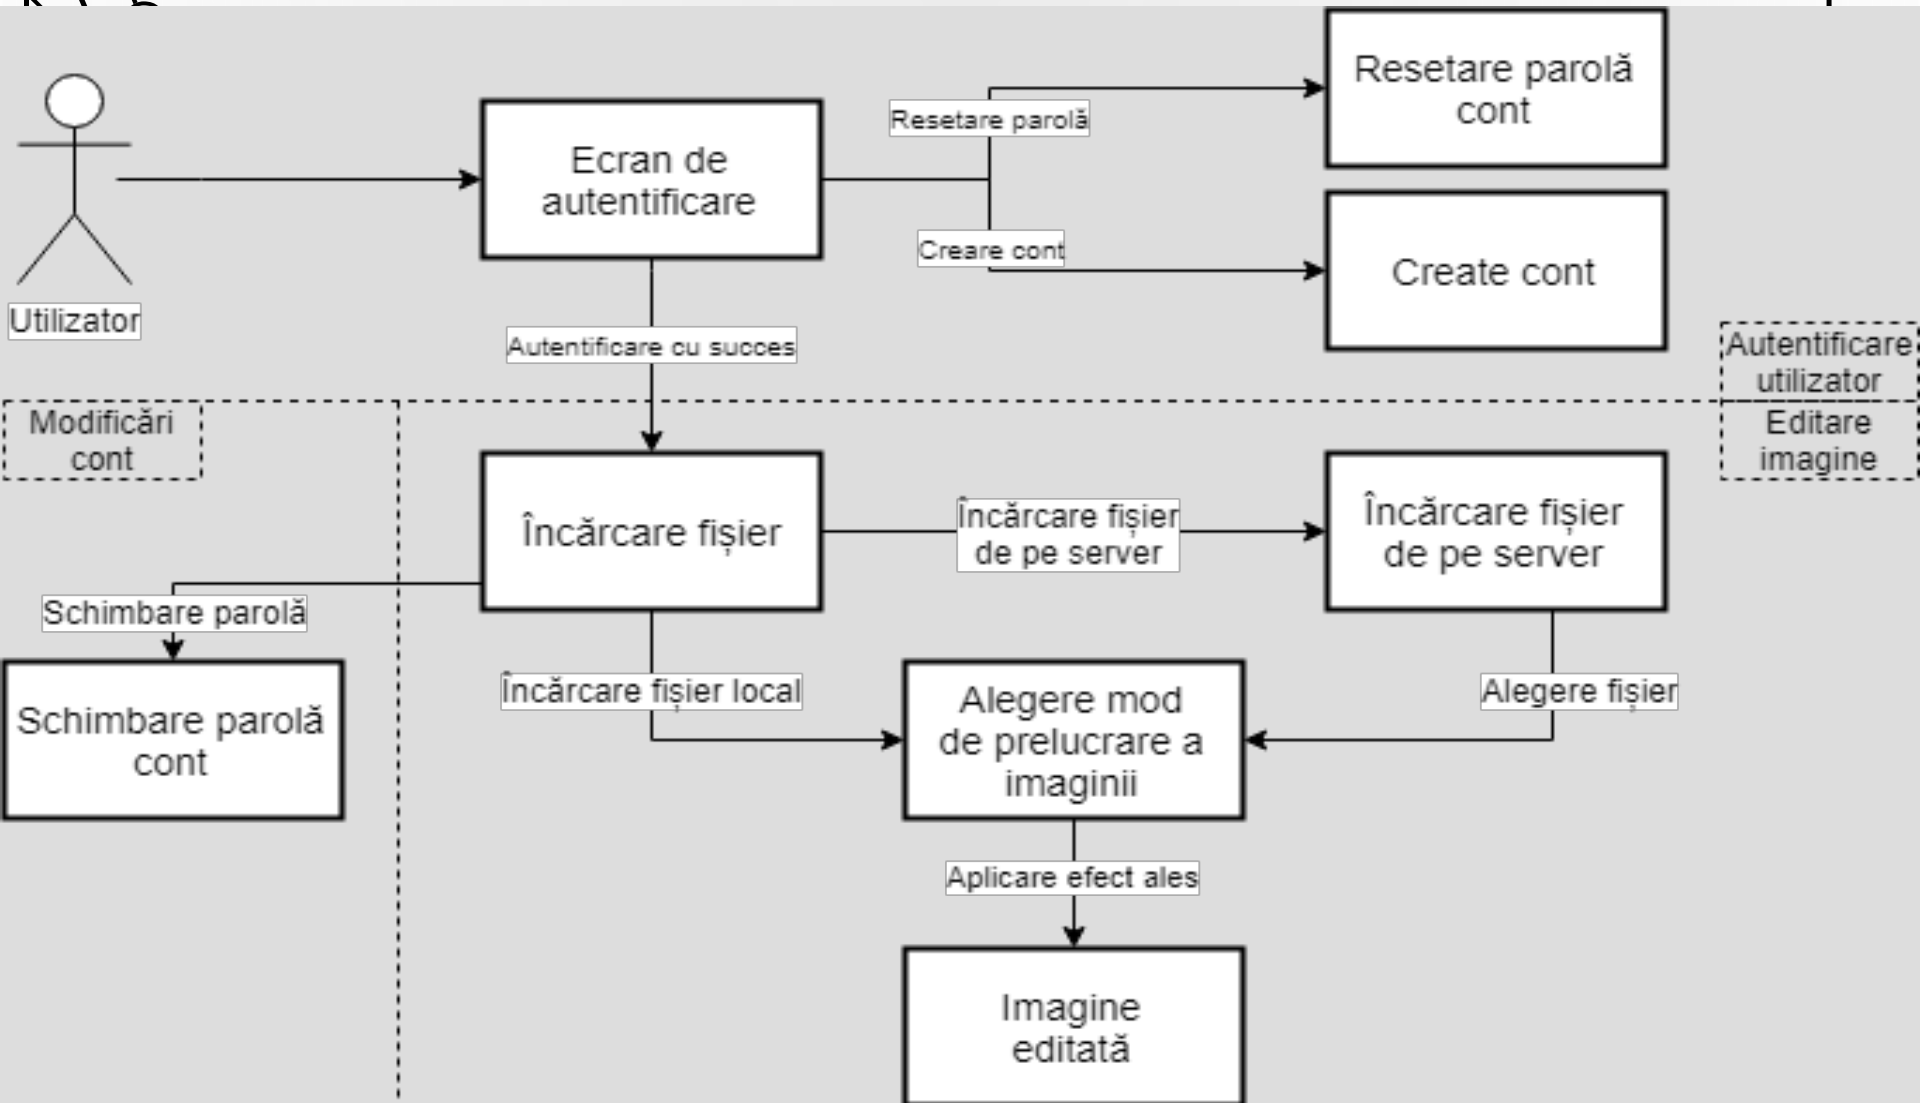 Resetare parolă
cont
Resetare parolă
Ecran de
autentificare
Creare cont
Create cont
Utilizator
Autentificare cu succes
Autentificare
utilizator
Modificări
cont
Editare
imagine
Încărcare fișier
Încărcare fișier
de pe server
Încărcare fișier
de pe server
Schimbare parolă
Schimbare parolă
cont
Încărcare fișier local
Alegere mod
de prelucrare a
imaginii
Alegere fișier
Aplicare efect ales
Imagine
editată